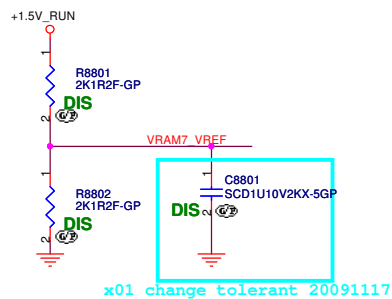 +1.5V_RUN
1
R8801
2K1R2F-GP
DIS
G/P
2
VRAM7_VREF
1
R8802
2K1R2F-GP
DIS
G/P
2
1
C8801
SCD1U10V2KX-5GP
DIS
G/P
2
x01 change tolerant 20091117